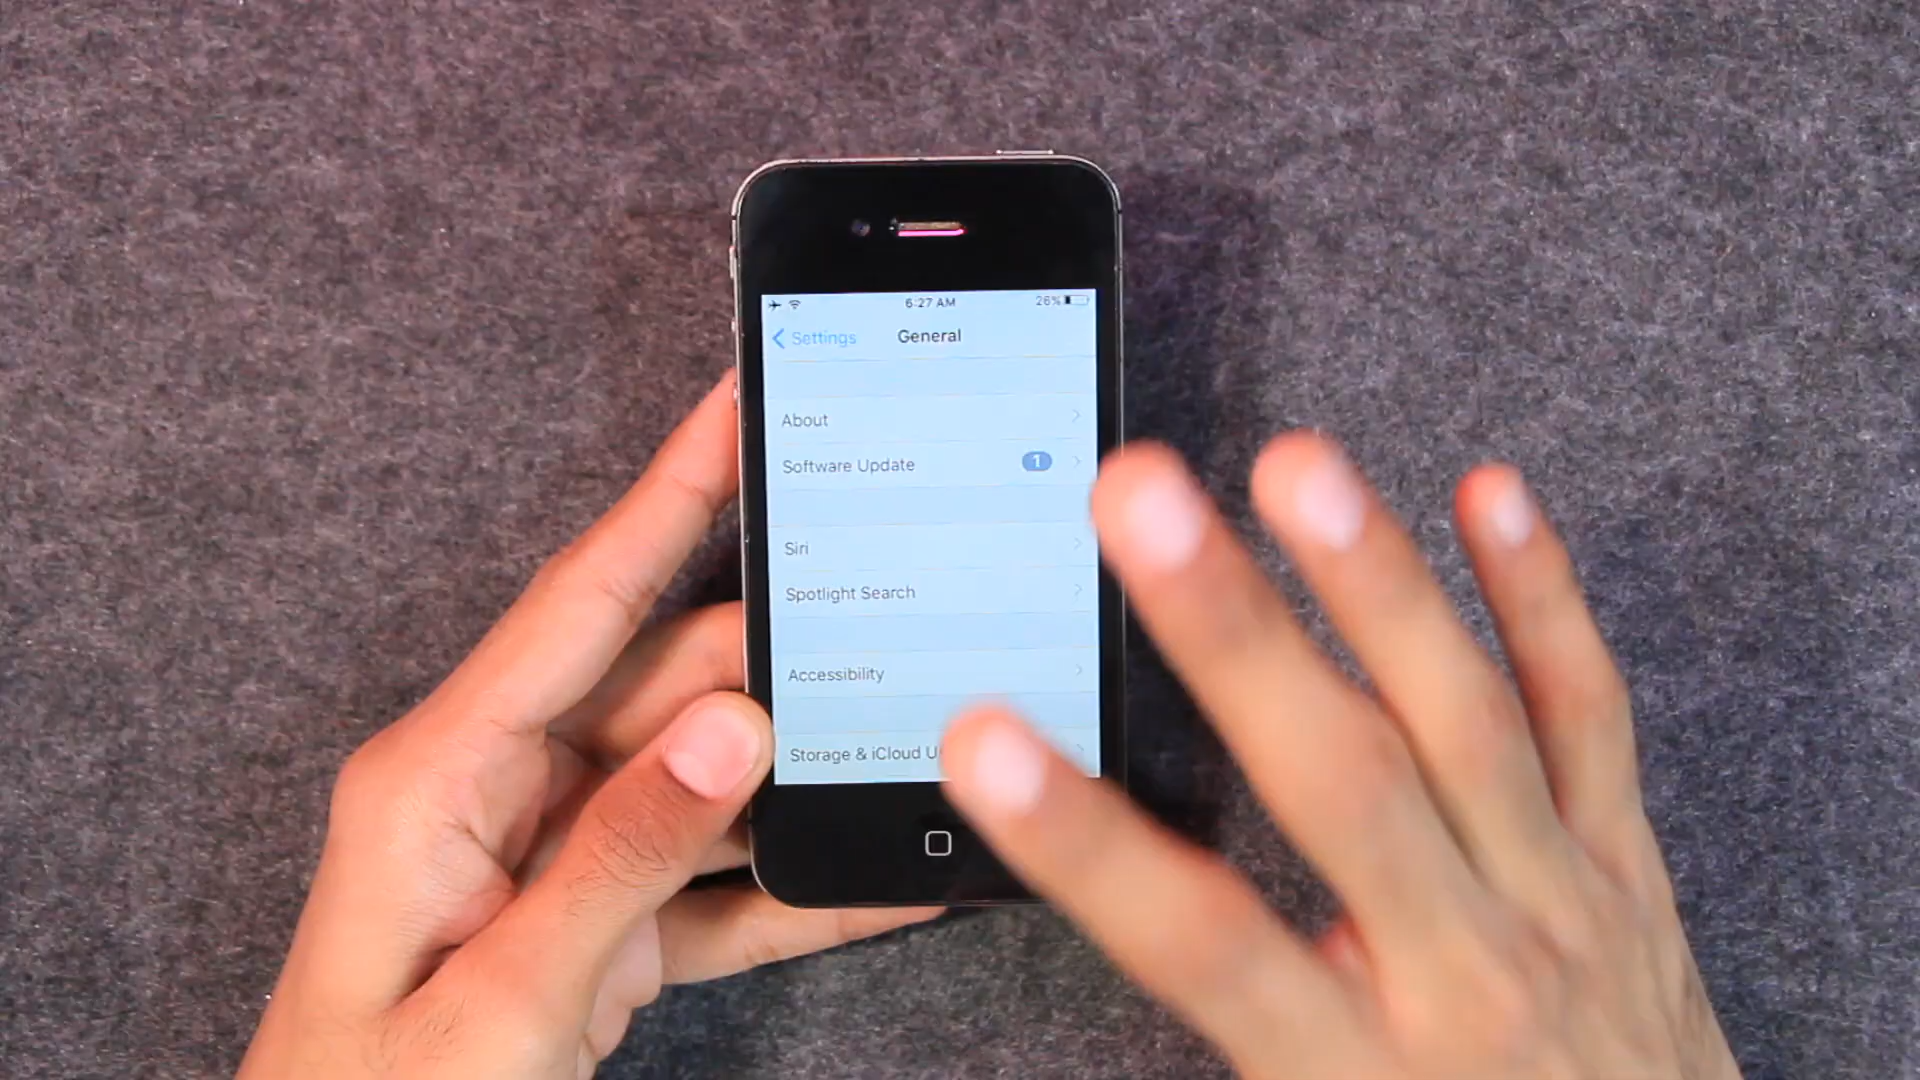 6:27 AM 26%
Settings General
About
Software Update 1
Siri
Spotlight Search
Accessibility
Storage & iCloud U